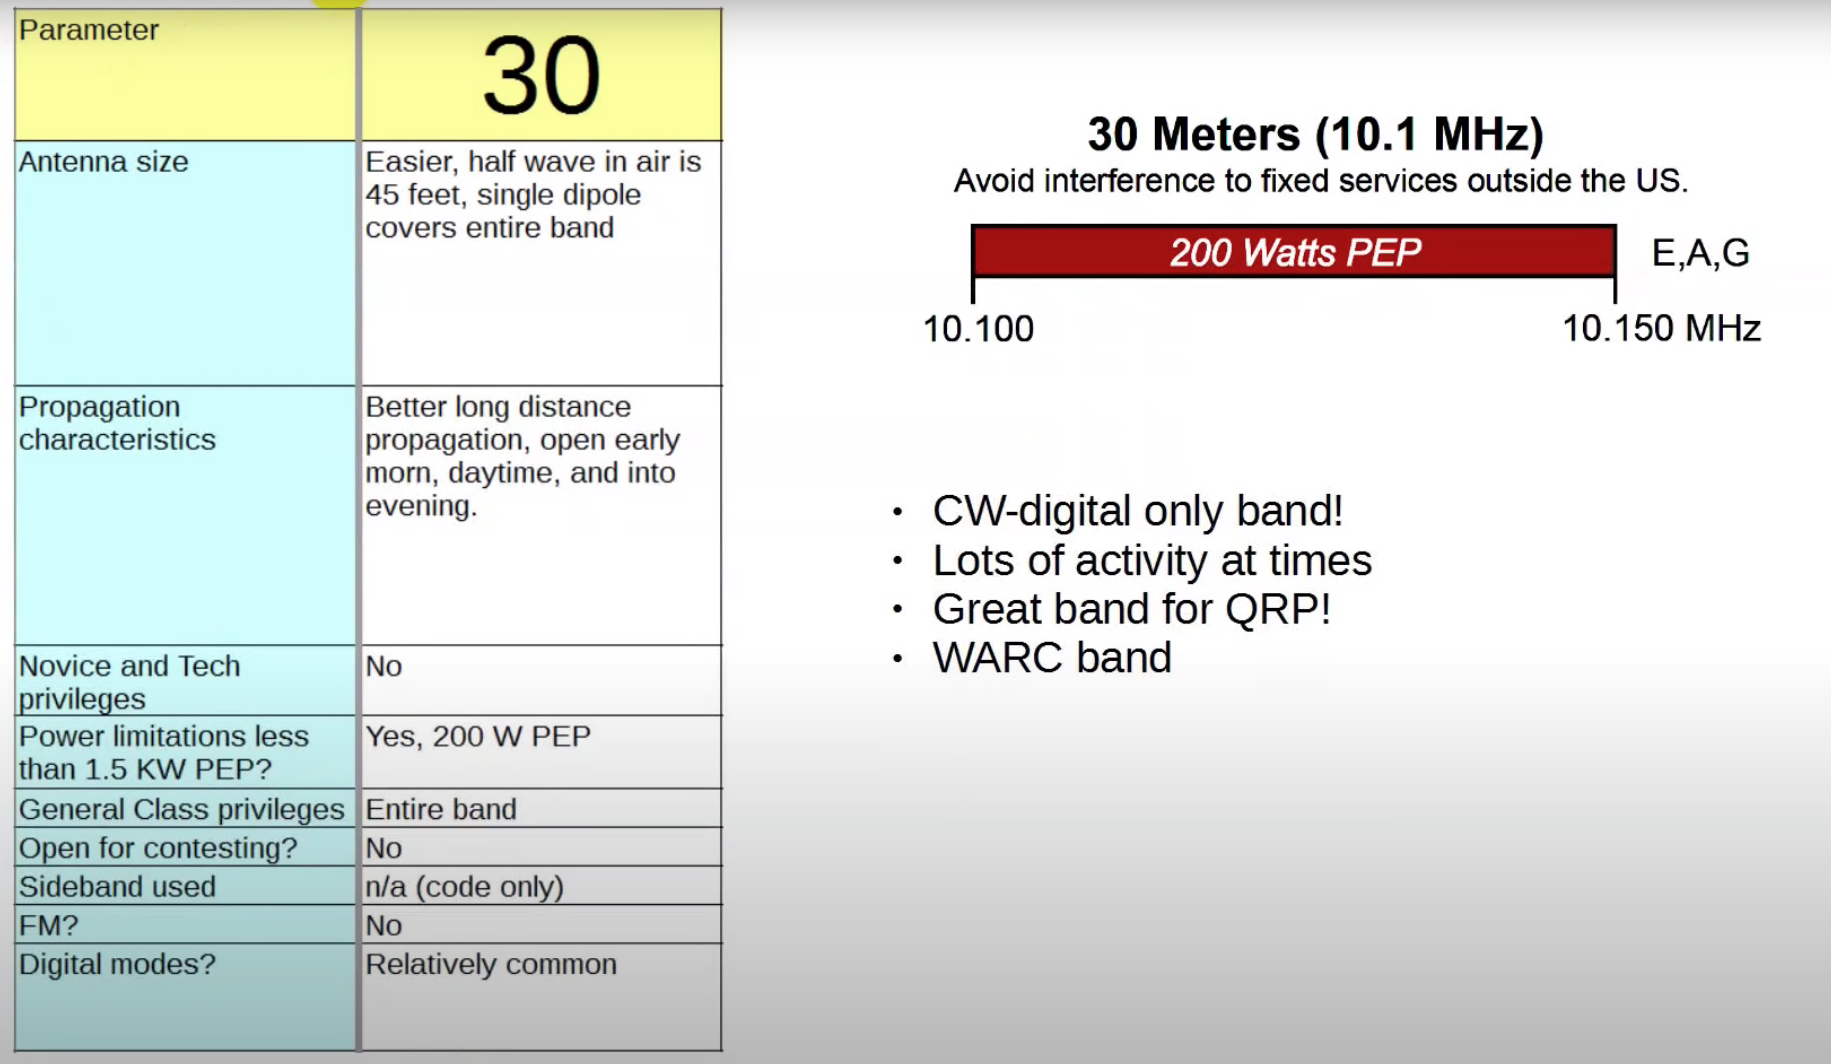 Parameter
30
Antenna size
Easier, half wave in air is
45 feet, single dipole
covers entire band
Propagation
characteristics
Better long distance
propagation, open early
morn, daytime, and into
evening.
Novice and Tech
privileges
No
Power limitations less
than 1.5 KW PEP?
Yes, 200 W PEP
General Class privileges
Entire band
Open for contesting?
No
Sideband used
n/a (code only)
FM?
No
Digital modes?
Relatively common
30 Meters (10.1 MHz)
Avoid interference to fixed services outside the US.
200 Watts PEP
E,A,G
10.100
10.150 MHz
• CW-digital only band!
• Lots of activity at times
• Great band for QRP!
• WARC band